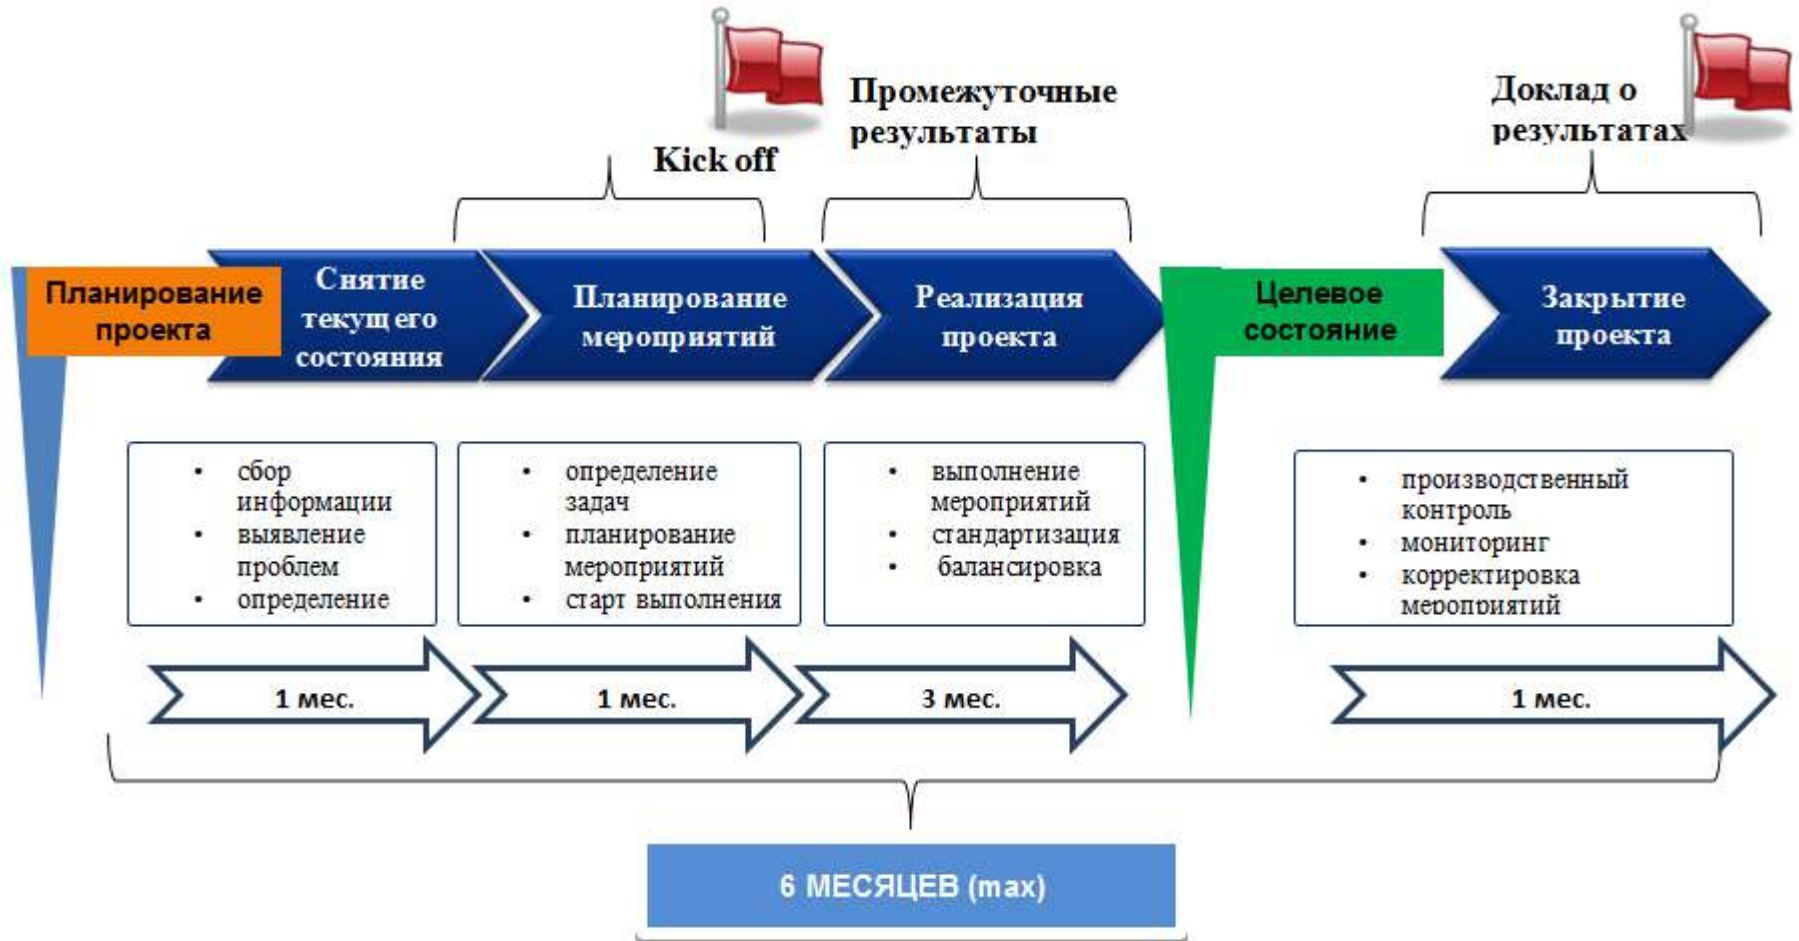 Промежуточные
результаты
Доклад о
результатах
Kick off
Планирование
проекта
Снятие
текущего
состояния
Планирование
мероприятий
Реализация
проекта
Целевое
состояние
Закрытие
проекта
• сбор
информации
• выявление
проблем
• определение
• определение
задач
• планирование
мероприятий
• старт выполнения
• выполнение
мероприятий
• стандартизация
• балансировка
• производственный
контроль
• мониторинг
• корректировка
мероприятий
1 мес.
1 мес.
3 мес.
1 мес.
6 МЕСЯЦЕВ (max)